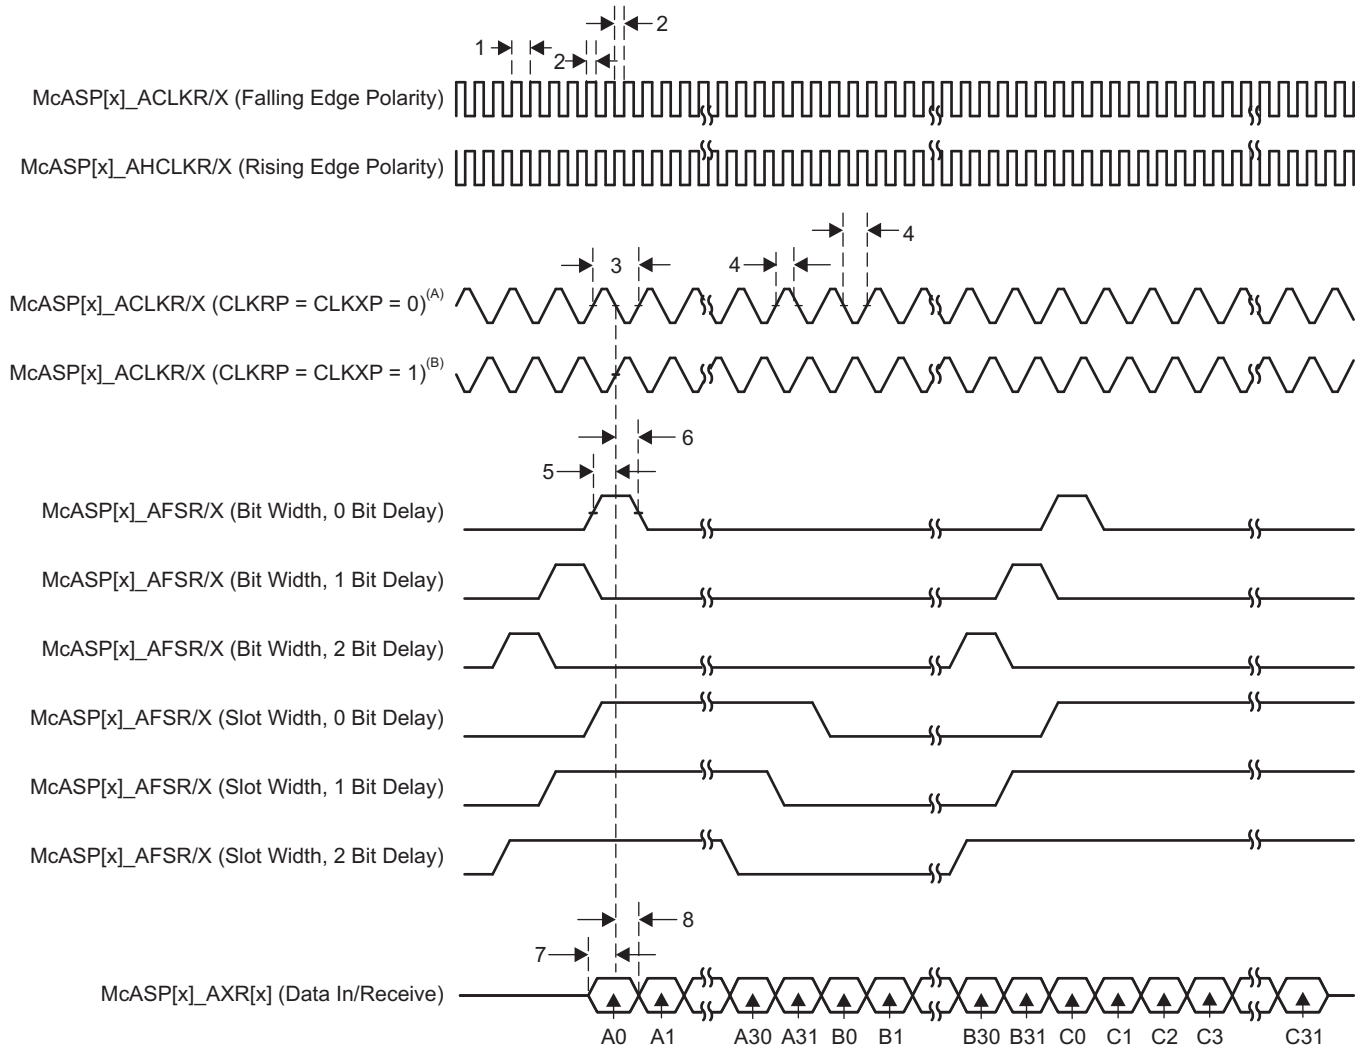 2
1
2
McASP[x]_ACLKR/X (Falling Edge Polarity)
McASP[x]_AHCLKR/X (Rising Edge Polarity)
4
3
4
McASP[x]_ACLKR/X (CLKRP = CLKXP = 0)(A)
McASP[x]_ACLKR/X (CLKRP = CLKXP = 1)(B)
6
5
McASP[x]_AFSR/X (Bit Width, 0 Bit Delay)
McASP[x]_AFSR/X (Bit Width, 1 Bit Delay)
McASP[x]_AFSR/X (Bit Width, 2 Bit Delay)
McASP[x]_AFSR/X (Slot Width, 0 Bit Delay)
McASP[x]_AFSR/X (Slot Width, 1 Bit Delay)
McASP[x]_AFSR/X (Slot Width, 2 Bit Delay)
8
7
McASP[x]_AXR[x] (Data In/Receive)
A0 A1 A30 A31 B0 B1 B30 B31 C0 C1 C2 C3 C31